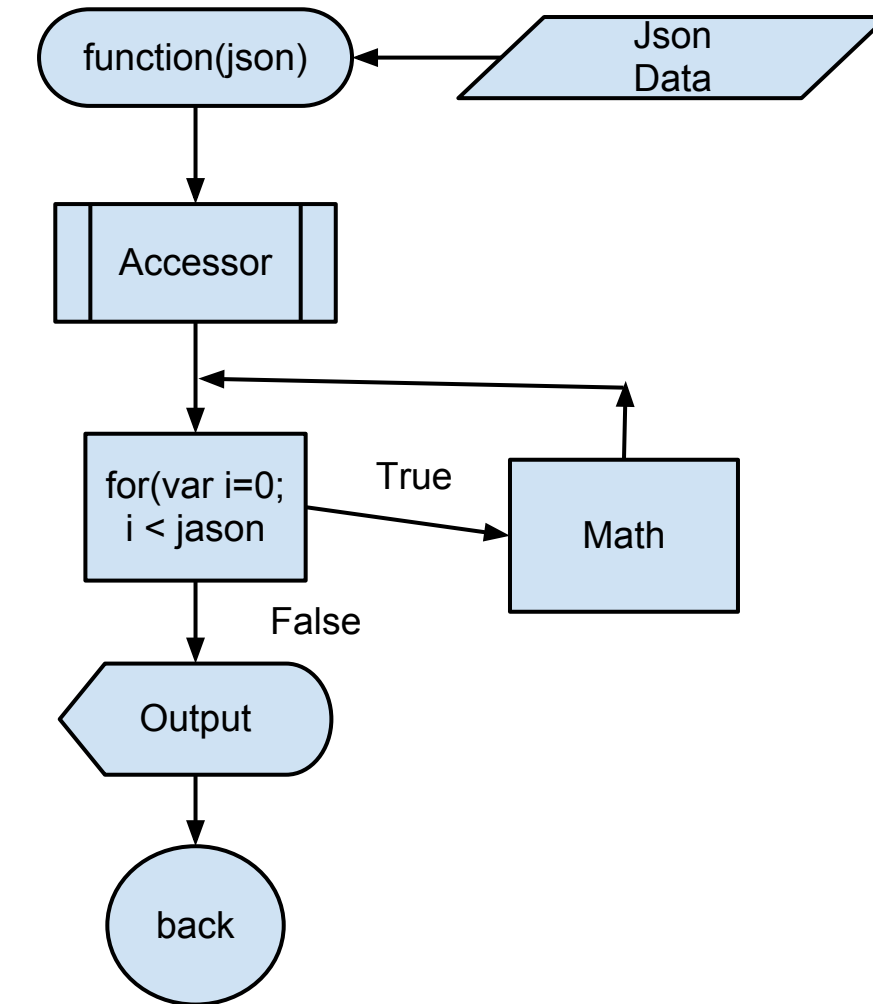 function(json)
Json
Data
Accessor
for(var i=0;
i < jason
True
Math
False
Output
back